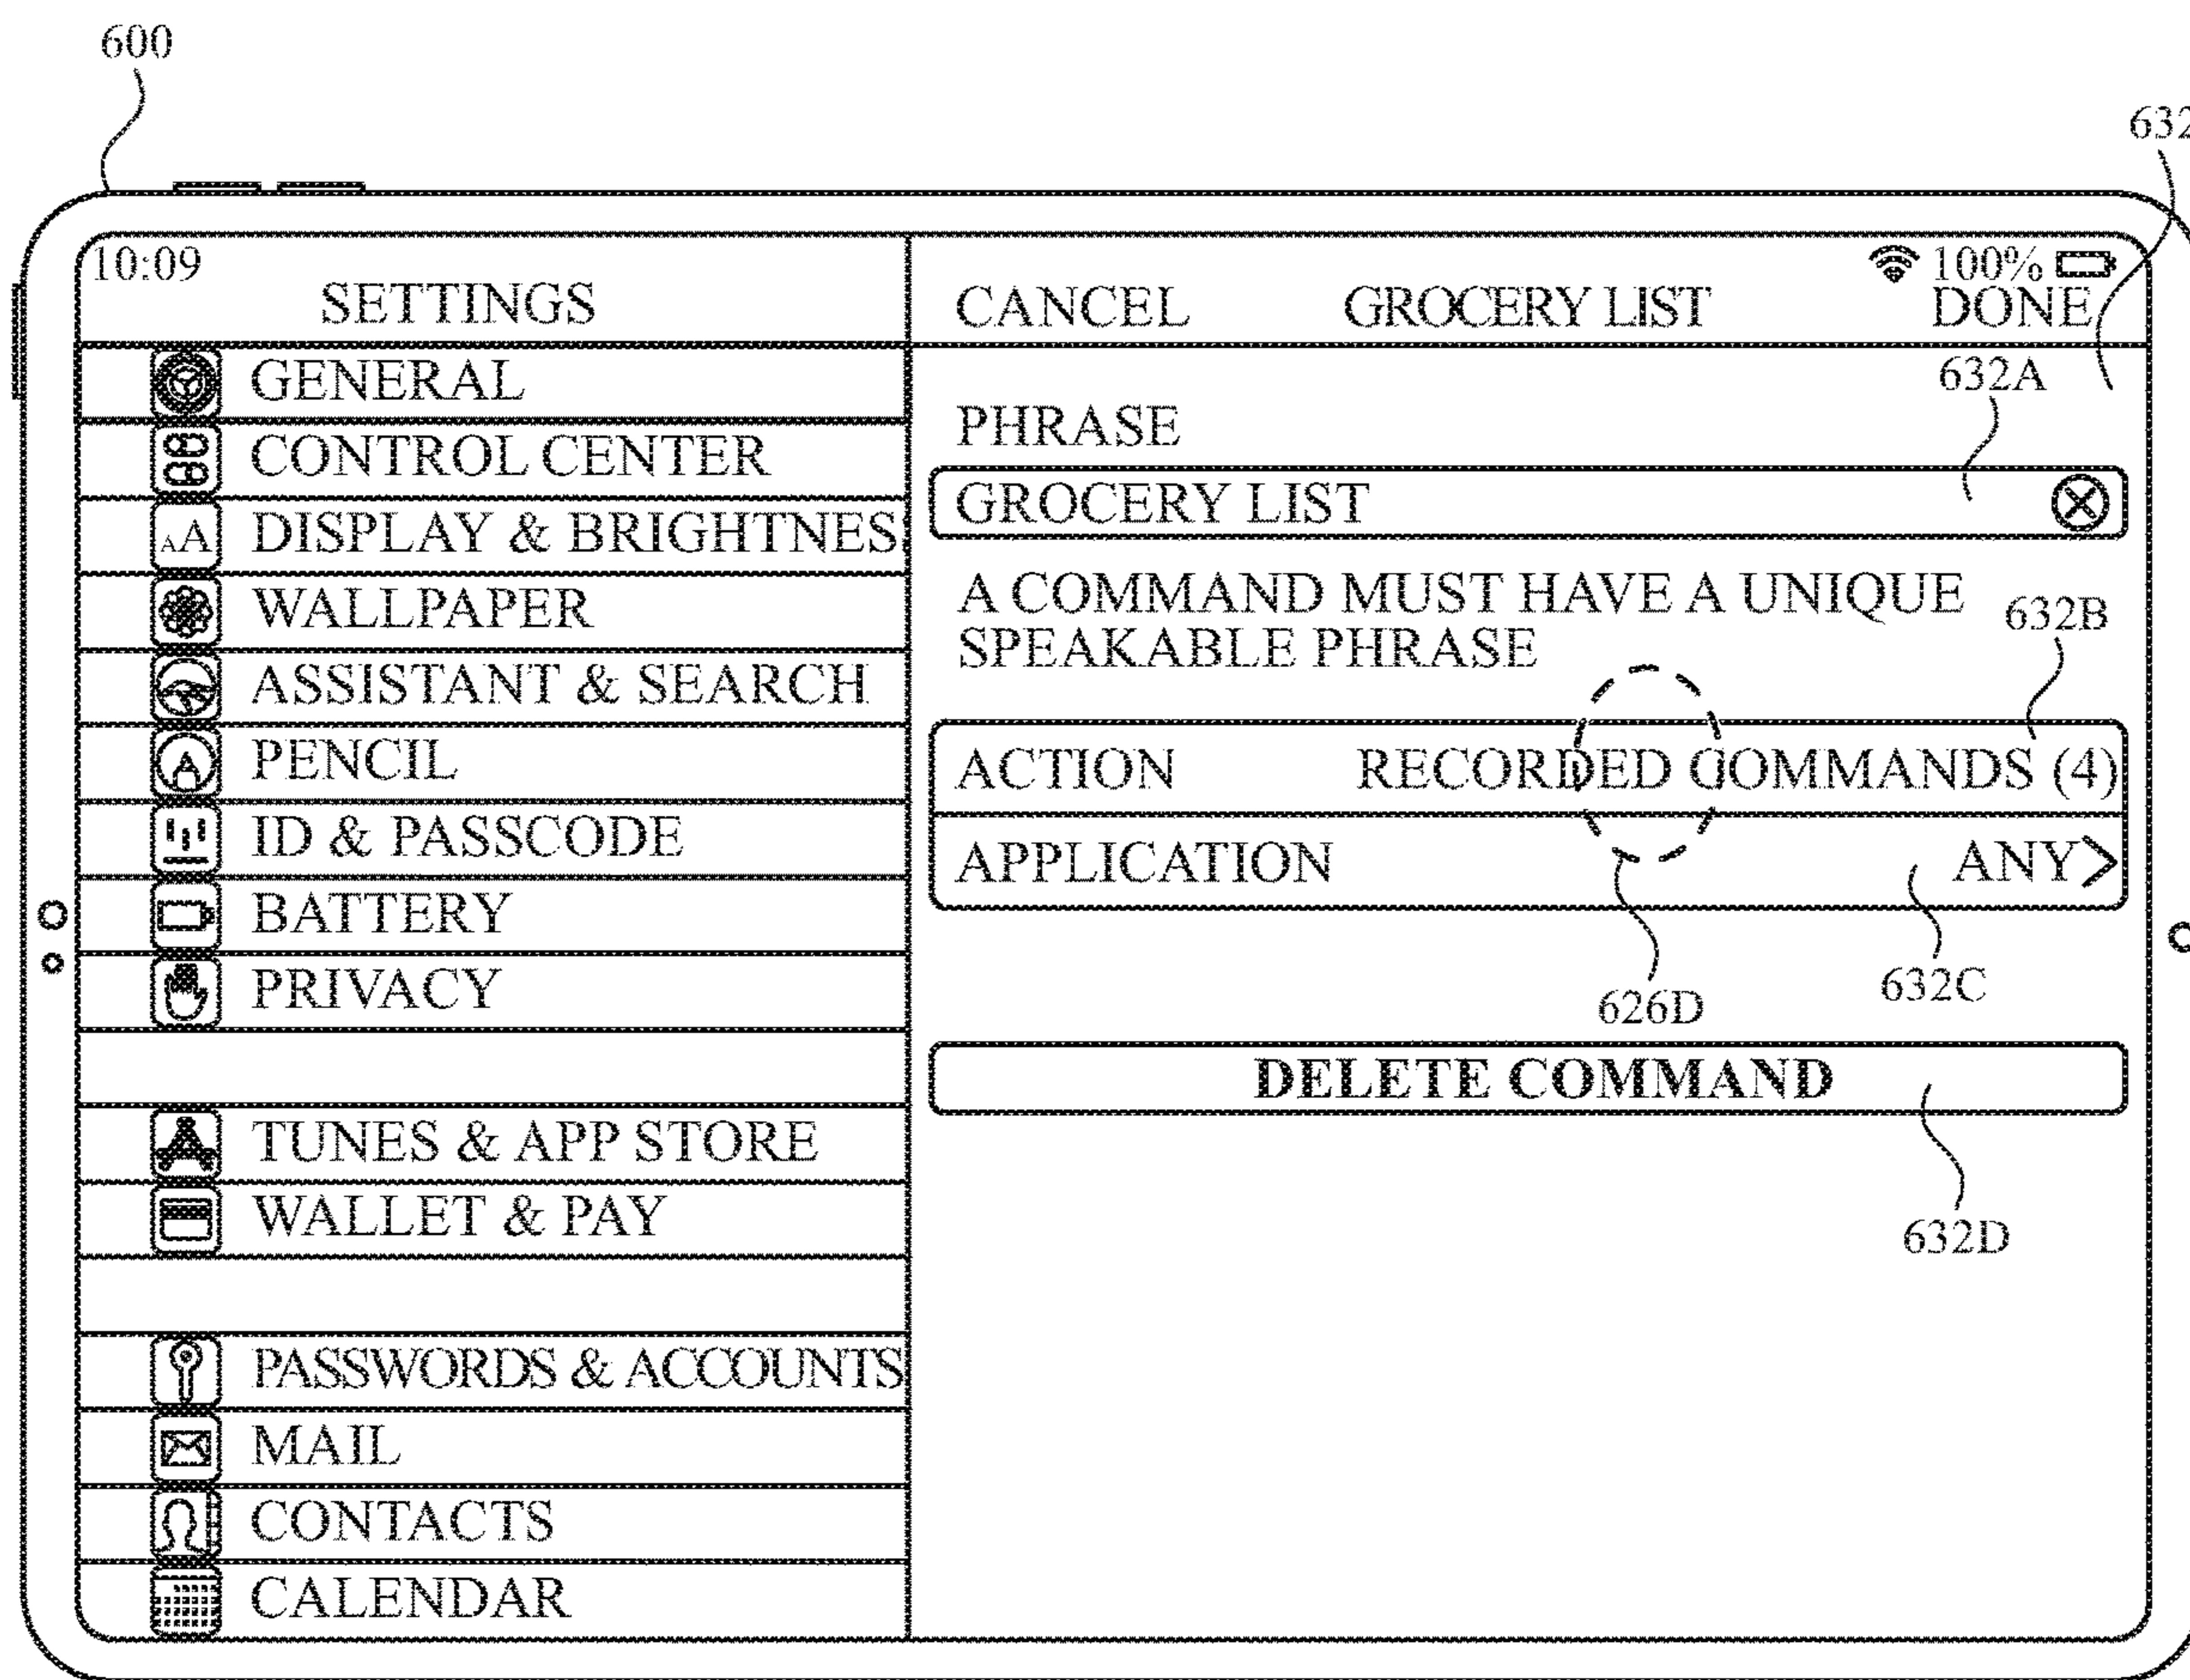 600
632
10:09
100%
SETTINGS
CANCEL GROCERY LIST DONE
GENERAL
CONTROL CENTER
DISPLAY & BRIGHTNES
WALLPAPER
ASSISTANT & SEARCH
PENCIL
ID & PASSCODE
BATTERY
PRIVACY
TUNES & APP STORE
WALLET & PAY
PASSWORDS & ACCOUNTS
MAIL
CONTACTS
CALENDAR
632A
PHRASE
GROCERY LIST
A COMMAND MUST HAVE A UNIQUE
SPEAKABLE PHRASE
632B
ACTION RECORDED COMMANDS (4)
APPLICATION ANY>
626D
632C
DELETE COMMAND
632D